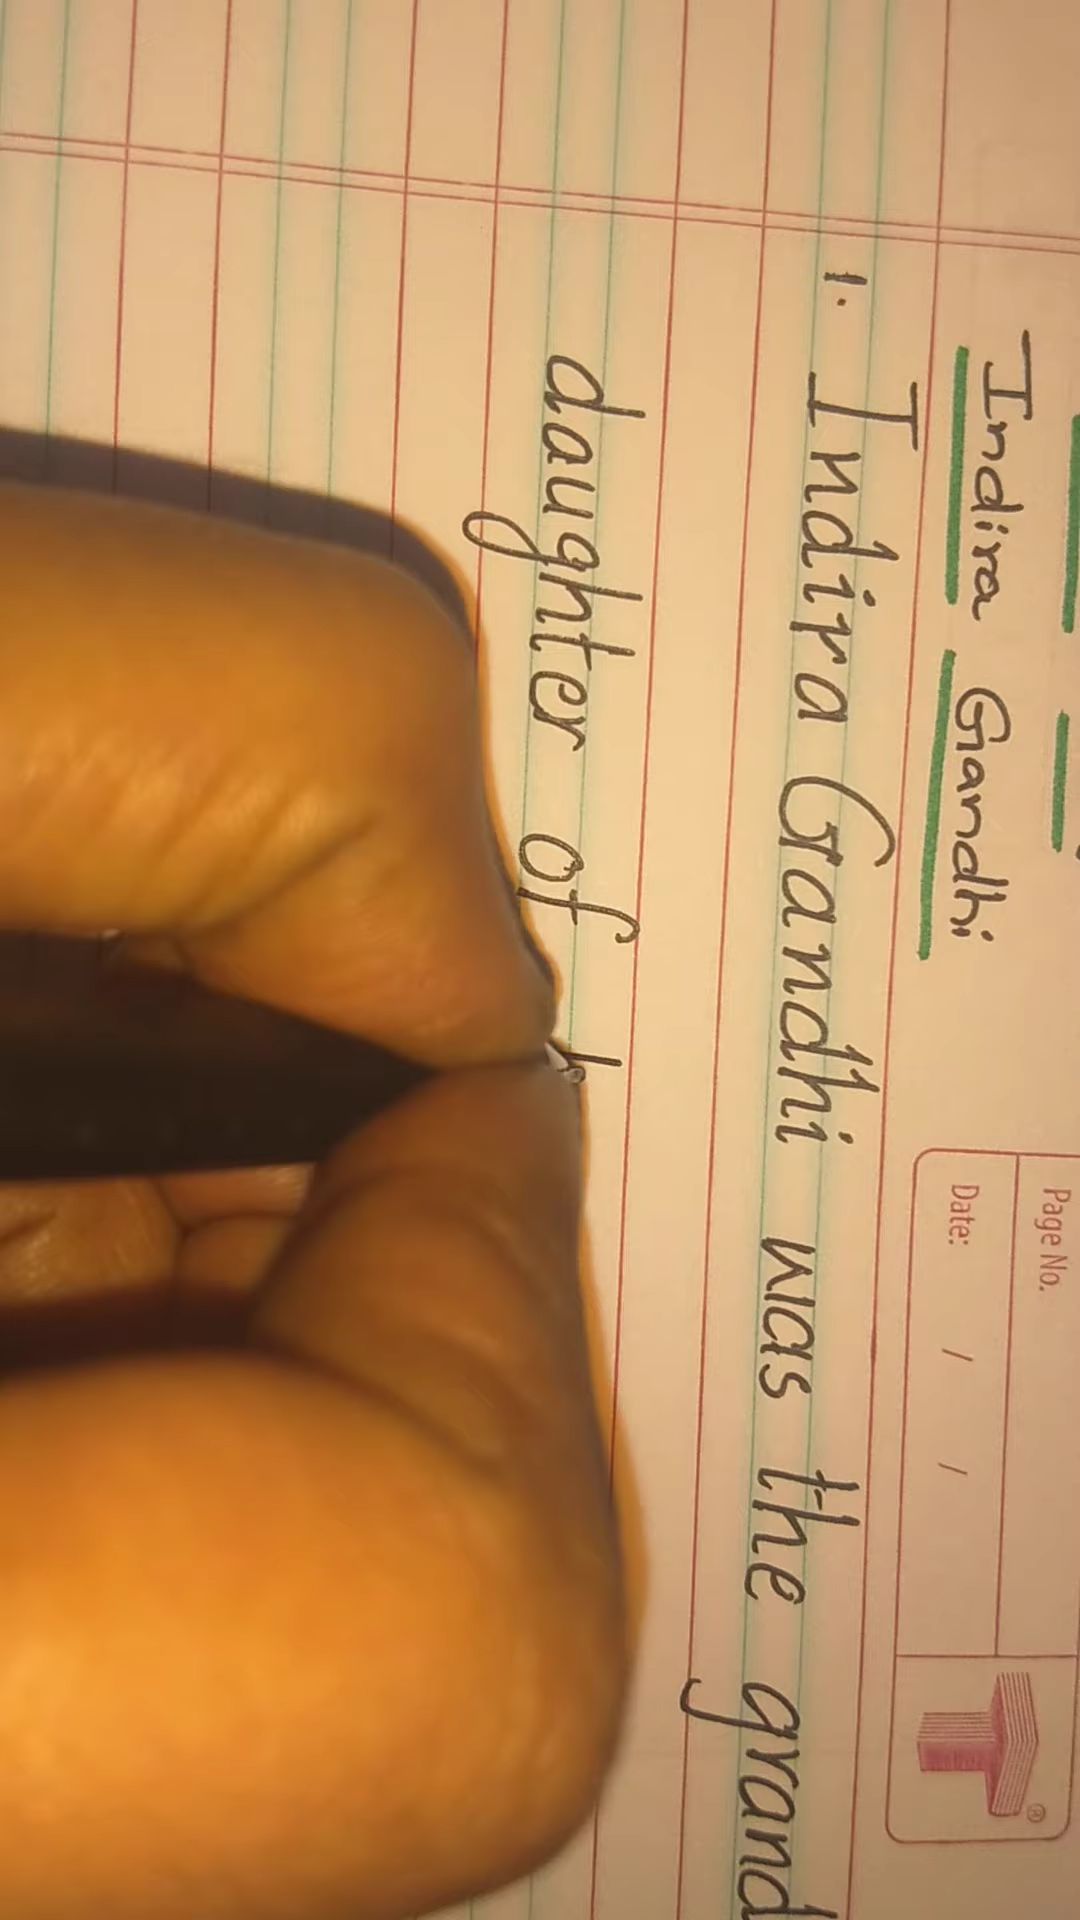 Page No.
Date: / /
Indira Gandhi
1. Indira Gandhi was the grand
daughter of